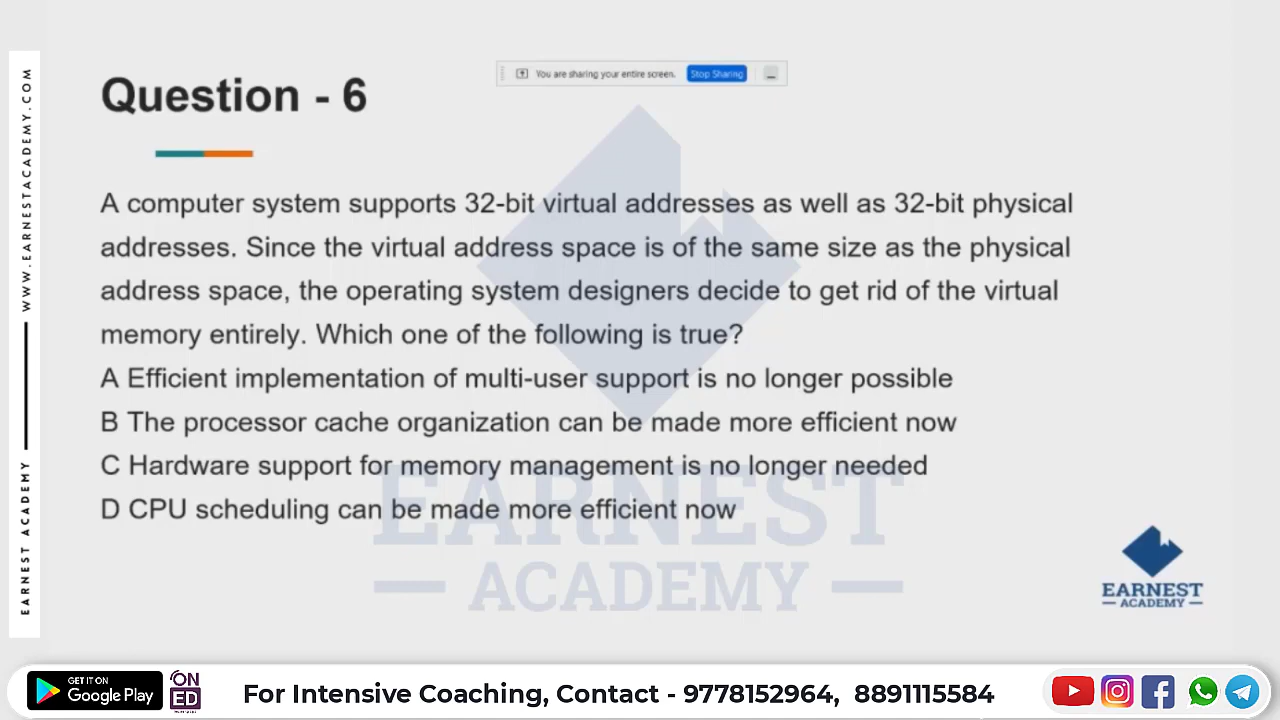 Question - 6
You are sharing your entire screen. Stop Sharing
A computer system supports 32-bit virtual addresses as well as 32-bit physical
addresses. Since the virtual address space is of the same size as the physical
address space, the operating system designers decide to get rid of the virtual
memory entirely. Which one of the following is true?
A Efficient implementation of multi-user support is no longer possible
B The processor cache organization can be made more efficient now
C Hardware support for memory management is no longer needed
D CPU scheduling can be made more efficient now
EARNEST
ACADEMY
EARNEST
ACADEMY
EARNEST ACADEMY
WWW.EARNESTACADEMY.COM
GET IT ON
Google Play
ON
ED
For Intensive Coaching, Contact - 9778152964, 8891115584